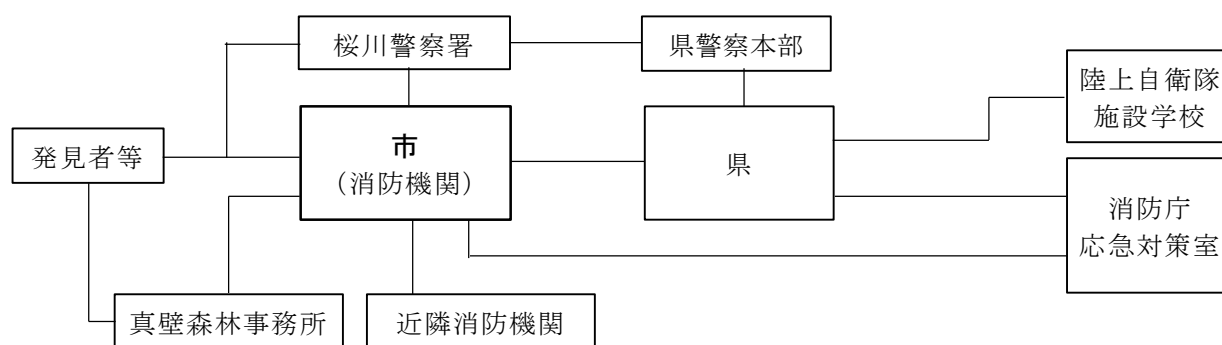 桜川警察署
県警察本部
陸上自衛隊
施設学校
発見者等
市
（消防機関）
県
消防庁
応急対策室
真壁森林事務所
近隣消防機関